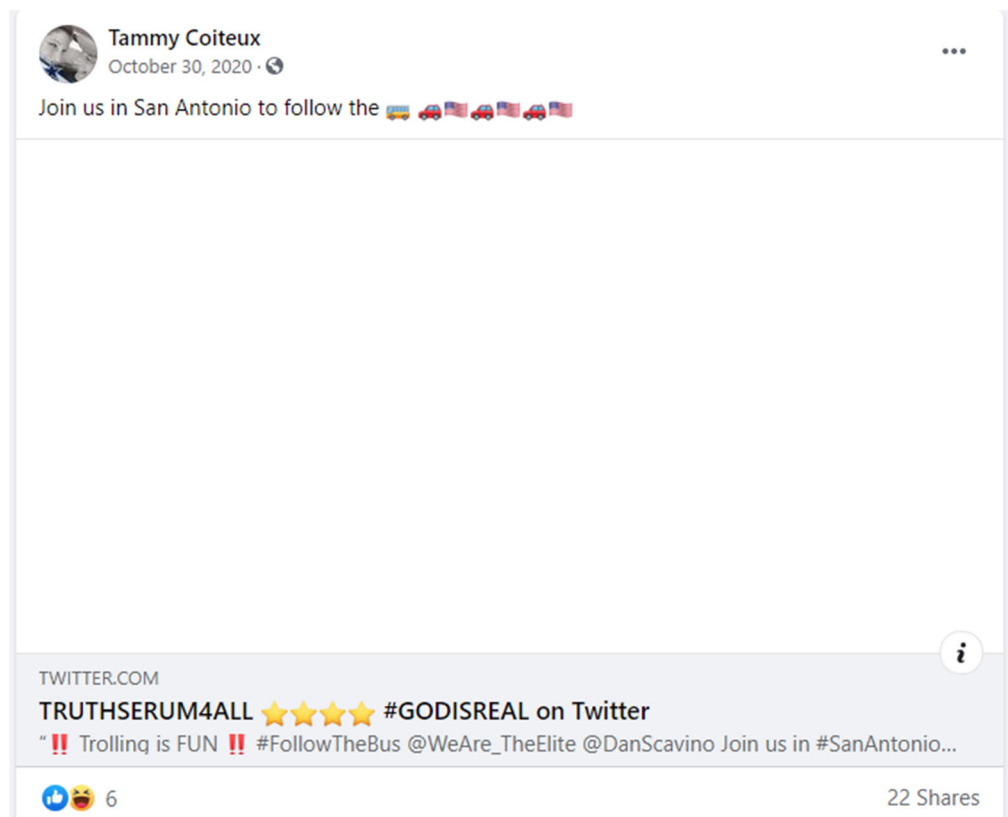 Tammy Coiteux
October 30, 2020 ·
Join us in San Antonio to follow the 🚌 🚗🇺🇸🚗🇺🇸🚗🇺🇸
i
TWITTER.COM
TRUTHSERUM4ALL ⭐⭐⭐⭐ #GODISREAL on Twitter
“‼️ Trolling is FUN ‼️ #FollowTheBus @WeAre_TheElite @DanScavino Join us in #SanAntonio...
6
22 Shares